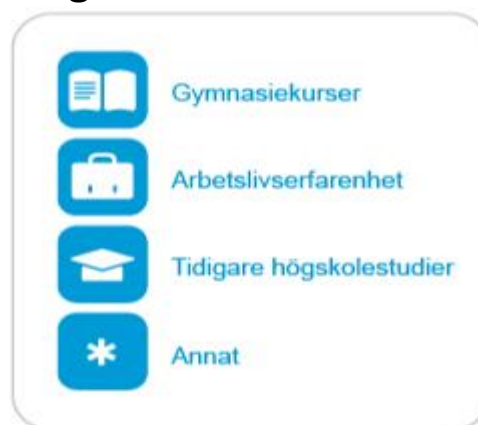 Gymnasiekurser
Arbetslivserfarenhet
Tidigare högskolestudier
* Annat